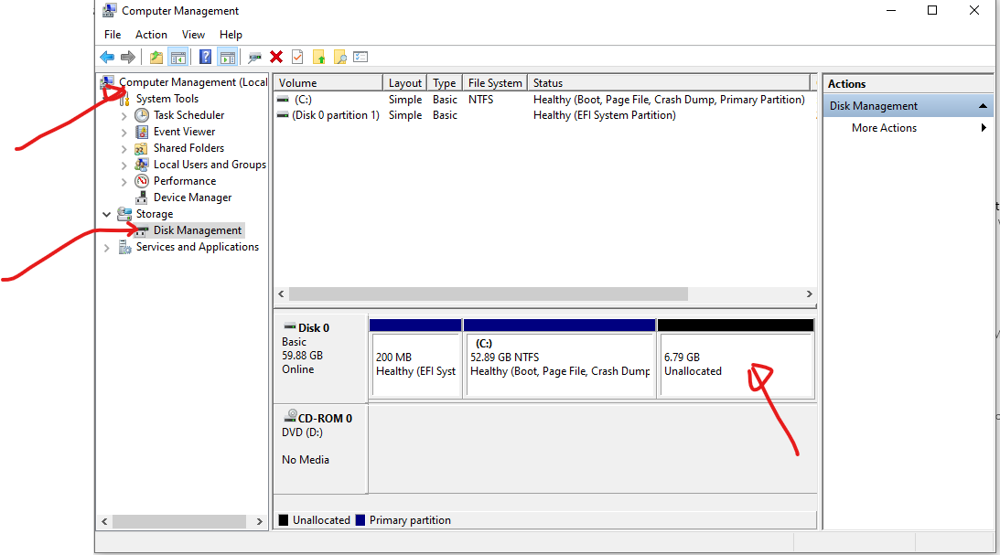 Computer Management
File Action View Help
Computer Management (Local
System Tools
Task Scheduler
Event Viewer
Shared Folders
Local Users and Groups
Performance
Device Manager
Storage
Disk Management
Services and Applications
Volume Layout Type File System Status
(C:) Simple Basic NTFS Healthy (Boot, Page File, Crash Dump, Primary Partition)
(Disk 0 partition 1) Simple Basic Healthy (EFI System Partition)
Disk 0
Basic
59.88 GB
Online
200 MB
Healthy (EFI Syst
(C:)
52.89 GB NTFS
Healthy (Boot, Page File, Crash Dump
6.79 GB
Unallocated
CD-ROM 0
DVD (D:)
No Media
Unallocated Primary partition
Actions
Disk Management
More Actions